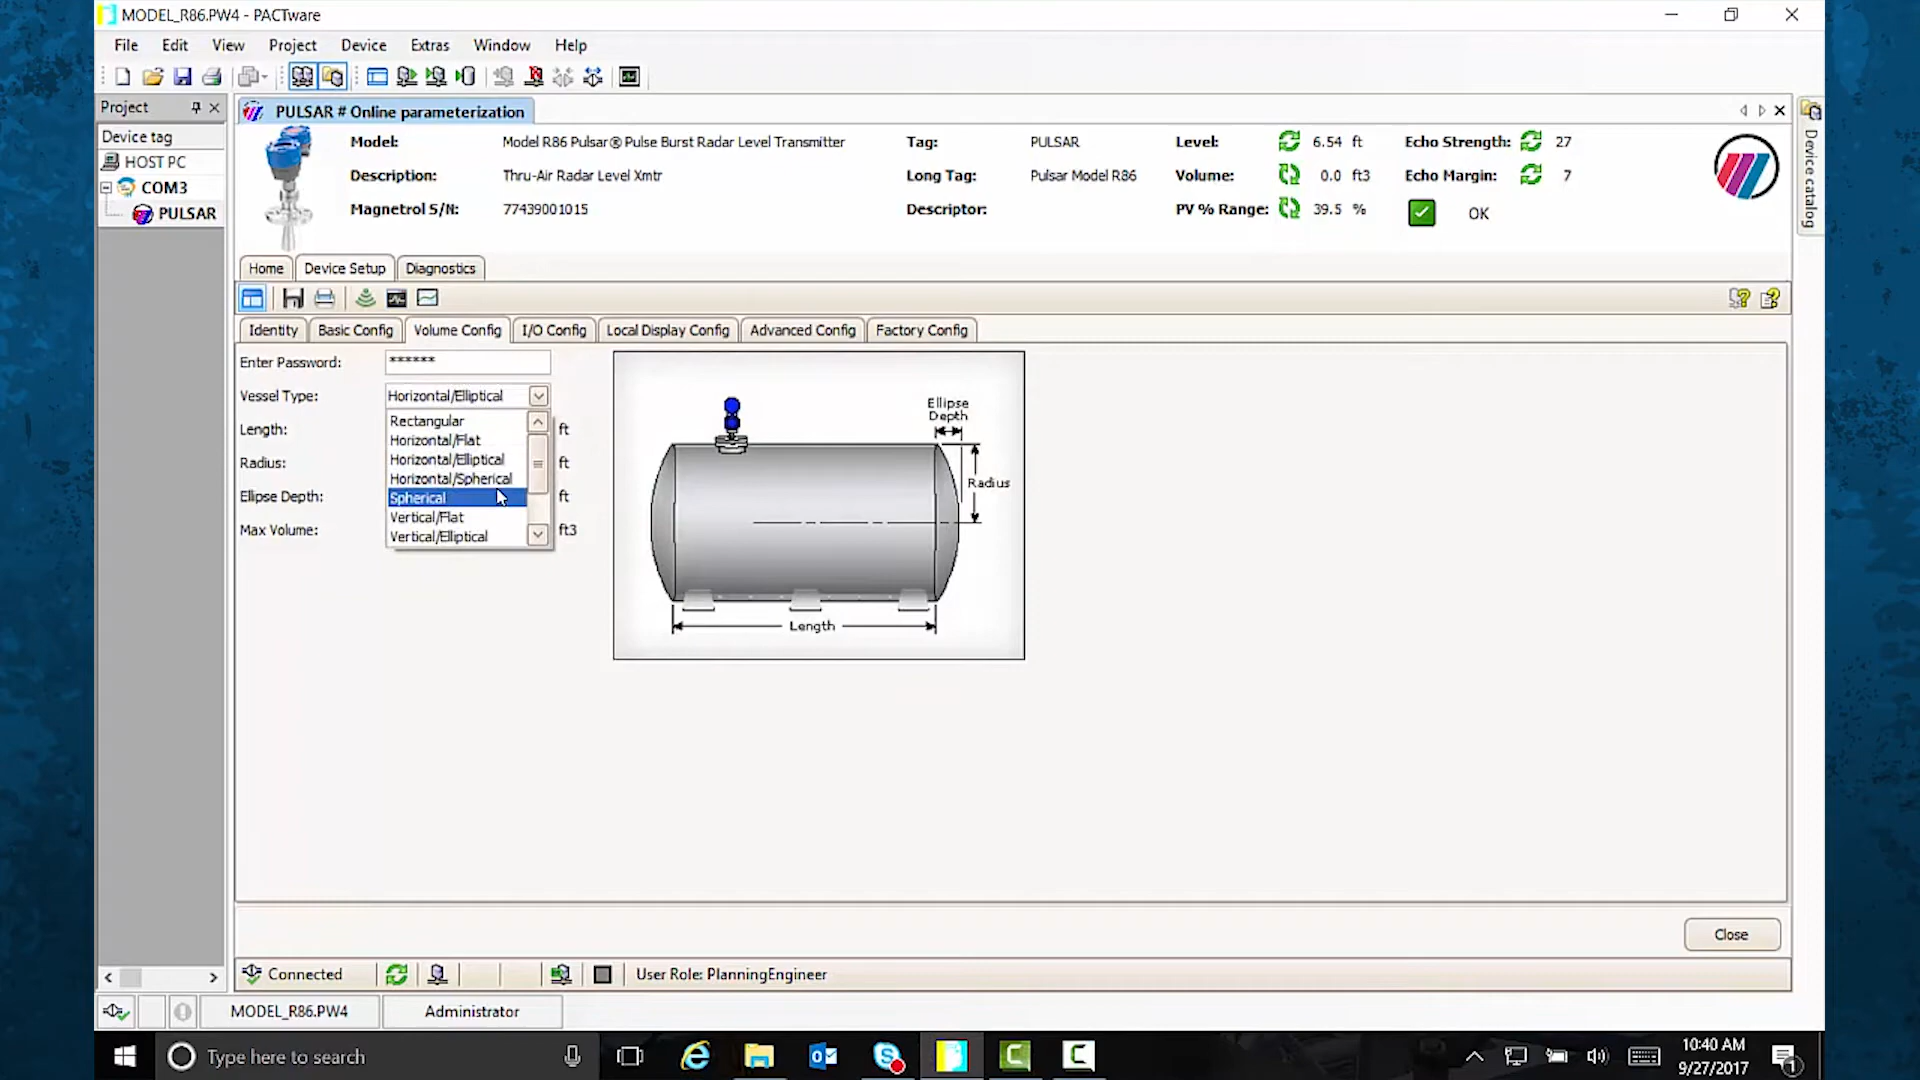 MODEL_R86.PW4 - PACTware
File Edit View Project Device Extras Window Help
Project
Device tag
HOST PC
COM3
PULSAR
PULSAR # Online parameterization
Model: Model R86 Pulsar® Pulse Burst Radar Level Transmitter Tag: PULSAR Level: 6.54 ft Echo Strength: 27
Description: Thru-Air Radar Level Xmtr Long Tag: Pulsar Model R86 Volume: 0.0 ft3 Echo Margin: 7
Magnetrol S/N: 77439001015 Descriptor: PV % Range: 39.5 % OK
Device catalog
Home Device Setup Diagnostics
Identity Basic Config Volume Config I/O Config Local Display Config Advanced Config Factory Config
Enter Password: ******
Vessel Type: Horizontal/Elliptical
Length: ft
Radius: ft
Ellipse Depth: ft
Max Volume: ft3
Rectangular
Horizontal/Flat
Horizontal/Elliptical
Horizontal/Spherical
Spherical
Vertical/Flat
Vertical/Elliptical
Ellipse
Depth
Radius
Length
Close
Connected User Role: PlanningEngineer
MODEL_R86.PW4 Administrator
Type here to search
10:40 AM
9/27/2017
1